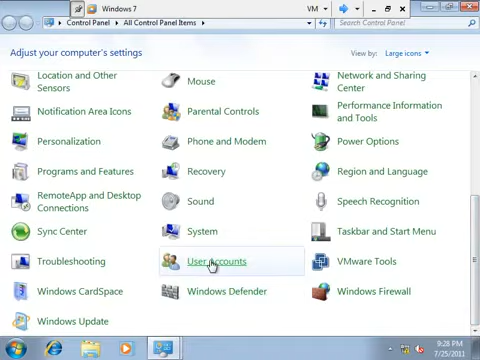 Windows 7
VM
Control Panel
All Control Panel Items
Search Control Panel
Adjust your computer's settings
View by:
Large icons
Location and Other
Sensors
Mouse
Network and Sharing
Center
Notification Area Icons
Parental Controls
Performance Information
and Tools
Personalization
Phone and Modem
Power Options
Programs and Features
Recovery
Region and Language
RemoteApp and Desktop
Connections
Sound
Speech Recognition
Sync Center
System
Taskbar and Start Menu
Troubleshooting
User Accounts
VMware Tools
Windows CardSpace
Windows Defender
Windows Firewall
Windows Update
9:28 PM
7/25/2011